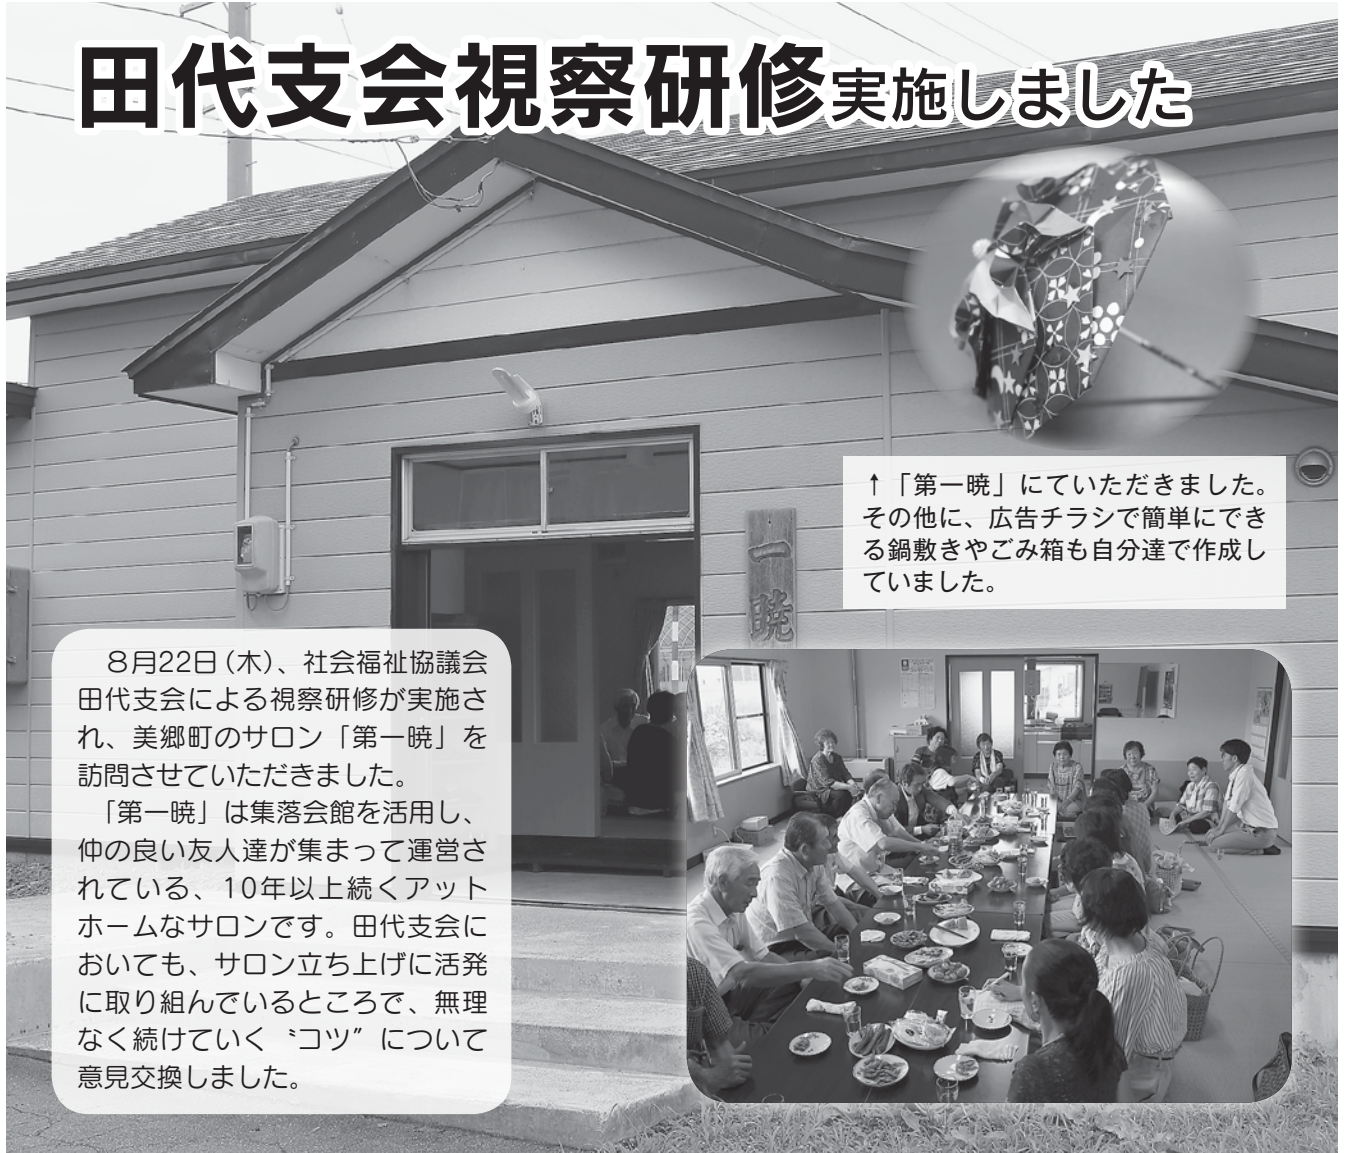 田代支会視察研修実施しました
↑「第一暁」にていただきました。
その他に、広告チラシで簡単にでき
る鍋敷きやごみ箱も自分達で作成し
ていました。
一暁
　８月22日（木）、社会福祉協議会
田代支会による視察研修が実施さ
れ、美郷町のサロン「第一暁」を
訪問させていただきました。
　「第一暁」は集落会館を活用し、
仲の良い友人達が集まって運営さ
れている、10年以上続くアット
ホームなサロンです。田代支会に
おいても、サロン立ち上げに活発
に取り組んでいるところで、無理
なく続けていく〝コツ″について
意見交換しました。